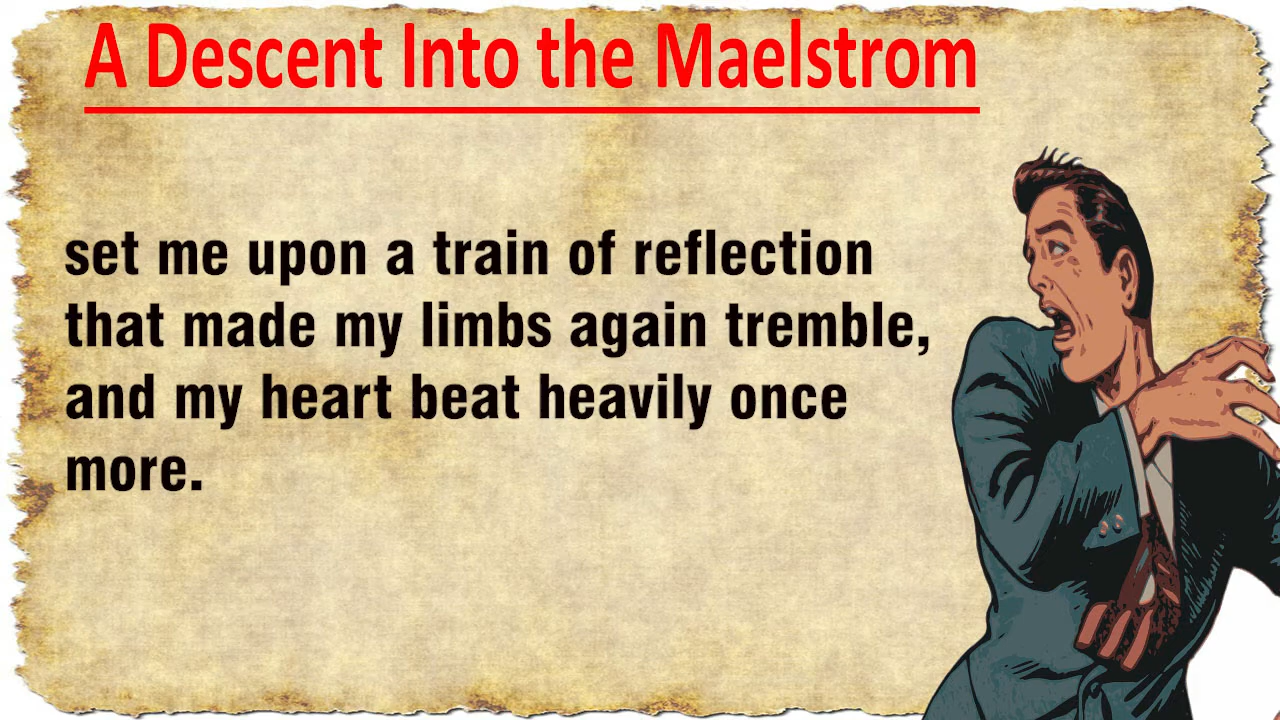 A Descent Into the Maelstrom
set me upon a train of reflection
that made my limbs again tremble,
and my heart beat heavily once
more.